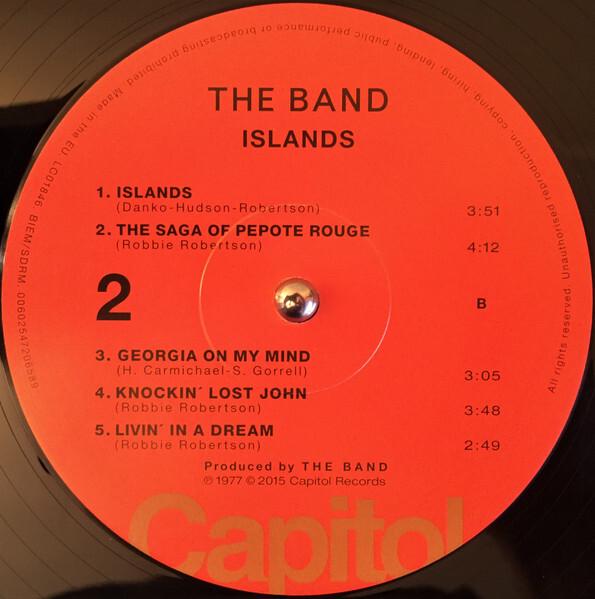 THE BAND
ISLANDS
1. ISLANDS
(Danko-Hudson-Robertson) 3:51
2. THE SAGA OF PEPOTE ROUGE
(Robbie Robertson) 4:12
2 B
3. GEORGIA ON MY MIND
(H. Carmichael-S. Gorrell) 3:05
4. KNOCKIN´ LOST JOHN
(Robbie Robertson) 3:48
5. LIVIN´ IN A DREAM
(Robbie Robertson) 2:49
Produced by THE BAND
℗ 1977 © 2015 Capitol Records
Capitol
All rights reserved. Unauthorised reproduction, copying, hiring, lending, public performance or broadcasting prohibited. Made in the EU. LC01846. BIEM/SDRM. 00602547206589